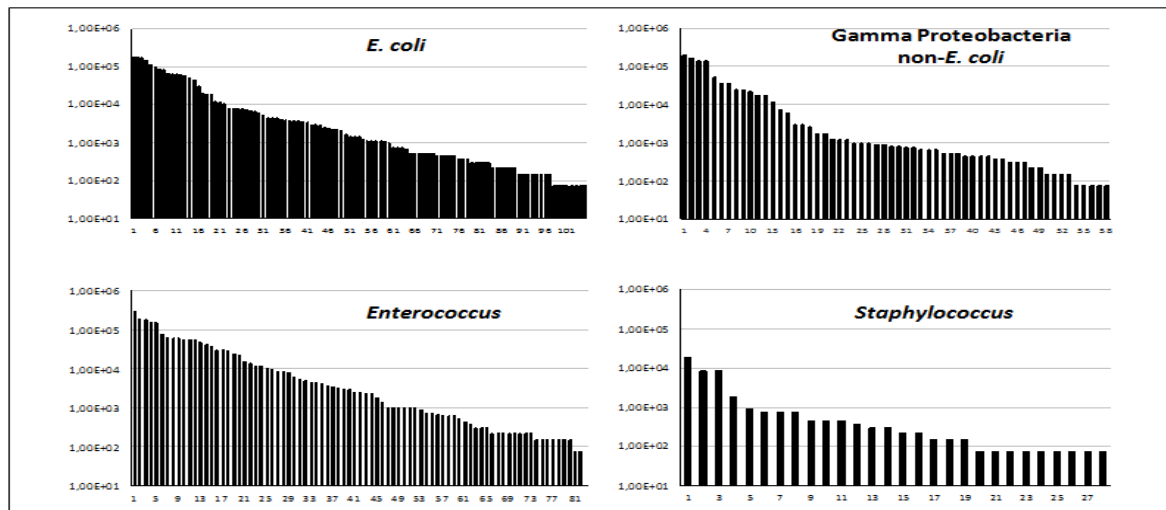 E. coli
1,00E+06
1,00E+05
1,00E+04
1,00E+03
1,00E+02
1,00E+01
1 6 11 16 21 26 31 36 41 46 51 56 61 66 71 76 81 86 91 96 101
Gamma Proteobacteria
non-E. coli
1,00E+06
1,00E+05
1,00E+04
1,00E+03
1,00E+02
1,00E+01
1 4 7 10 13 16 19 22 25 28 31 34 37 40 43 46 49 52 55 58
Enterococcus
1,00E+06
1,00E+05
1,00E+04
1,00E+03
1,00E+02
1,00E+01
1 5 9 13 17 21 25 29 33 37 41 45 49 53 57 61 65 69 73 77 81
Staphylococcus
1,00E+06
1,00E+05
1,00E+04
1,00E+03
1,00E+02
1,00E+01
1 3 5 7 9 11 13 15 17 19 21 23 25 27